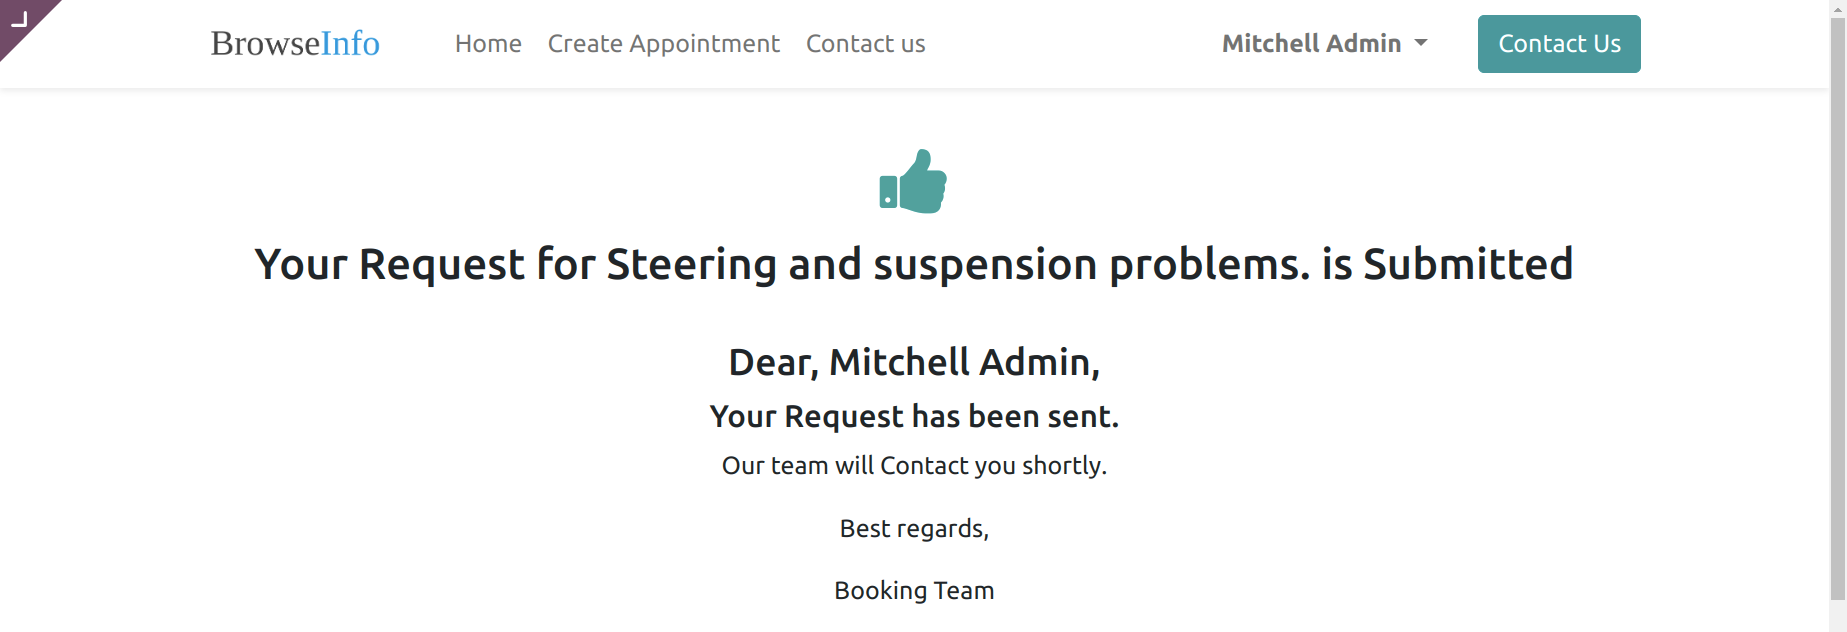 BrowseInfo Home Create Appointment Contact us Mitchell Admin Contact Us
Your Request for Steering and suspension problems. is Submitted
Dear, Mitchell Admin,
Your Request has been sent.
Our team will Contact you shortly.
Best regards,
Booking Team